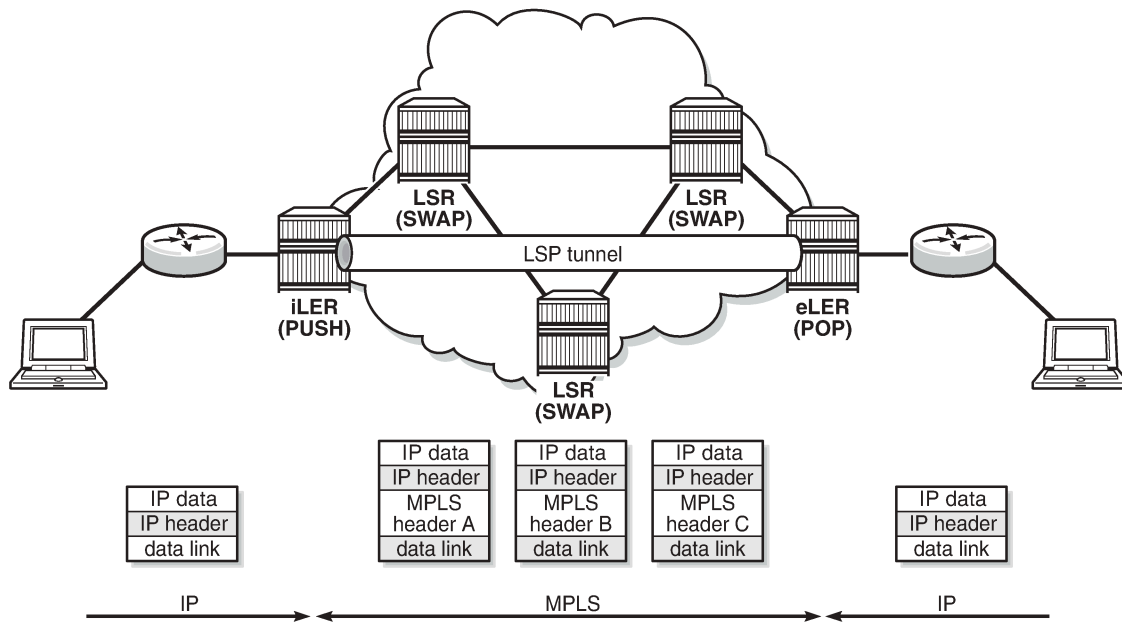 LSR
(SWAP)
LSR
(SWAP)
LSP tunnel
iLER
(PUSH)
eLER
(POP)
LSR
(SWAP)
IP data
IP header
data link
IP data
IP header
MPLS
header A
data link
IP data
IP header
MPLS
header B
data link
IP data
IP header
MPLS
header C
data link
IP data
IP header
data link
IP
MPLS
IP